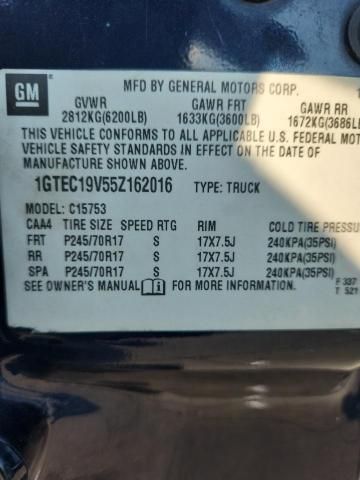 GM
MFD BY GENERAL MOTORS CORP.
GVWR GAWR FRT GAWR RR
2812KG(6200LB) 1633KG(3600LB) 1672KG(3686LB
THIS VEHICLE CONFORMS TO ALL APPLICABLE U.S. FEDERAL MOT
VEHICLE SAFETY STANDARDS IN EFFECT ON THE DATE OF
MANUFACTURE SHOWN ABOVE.
1GTEC19V55Z162016 TYPE: TRUCK
MODEL: C15753
CAA4 TIRE SIZE SPEED RTG RIM COLD TIRE PRESSU
FRT P245/70R17 S 17X7.5J 240KPA(35PSI)
RR P245/70R17 S 17X7.5J 240KPA(35PSI)
SPA P245/70R17 S 17X7.5J 240KPA(35PSI)
SEE OWNER'S MANUAL FOR MORE INFORMATION.
F 337
T 521